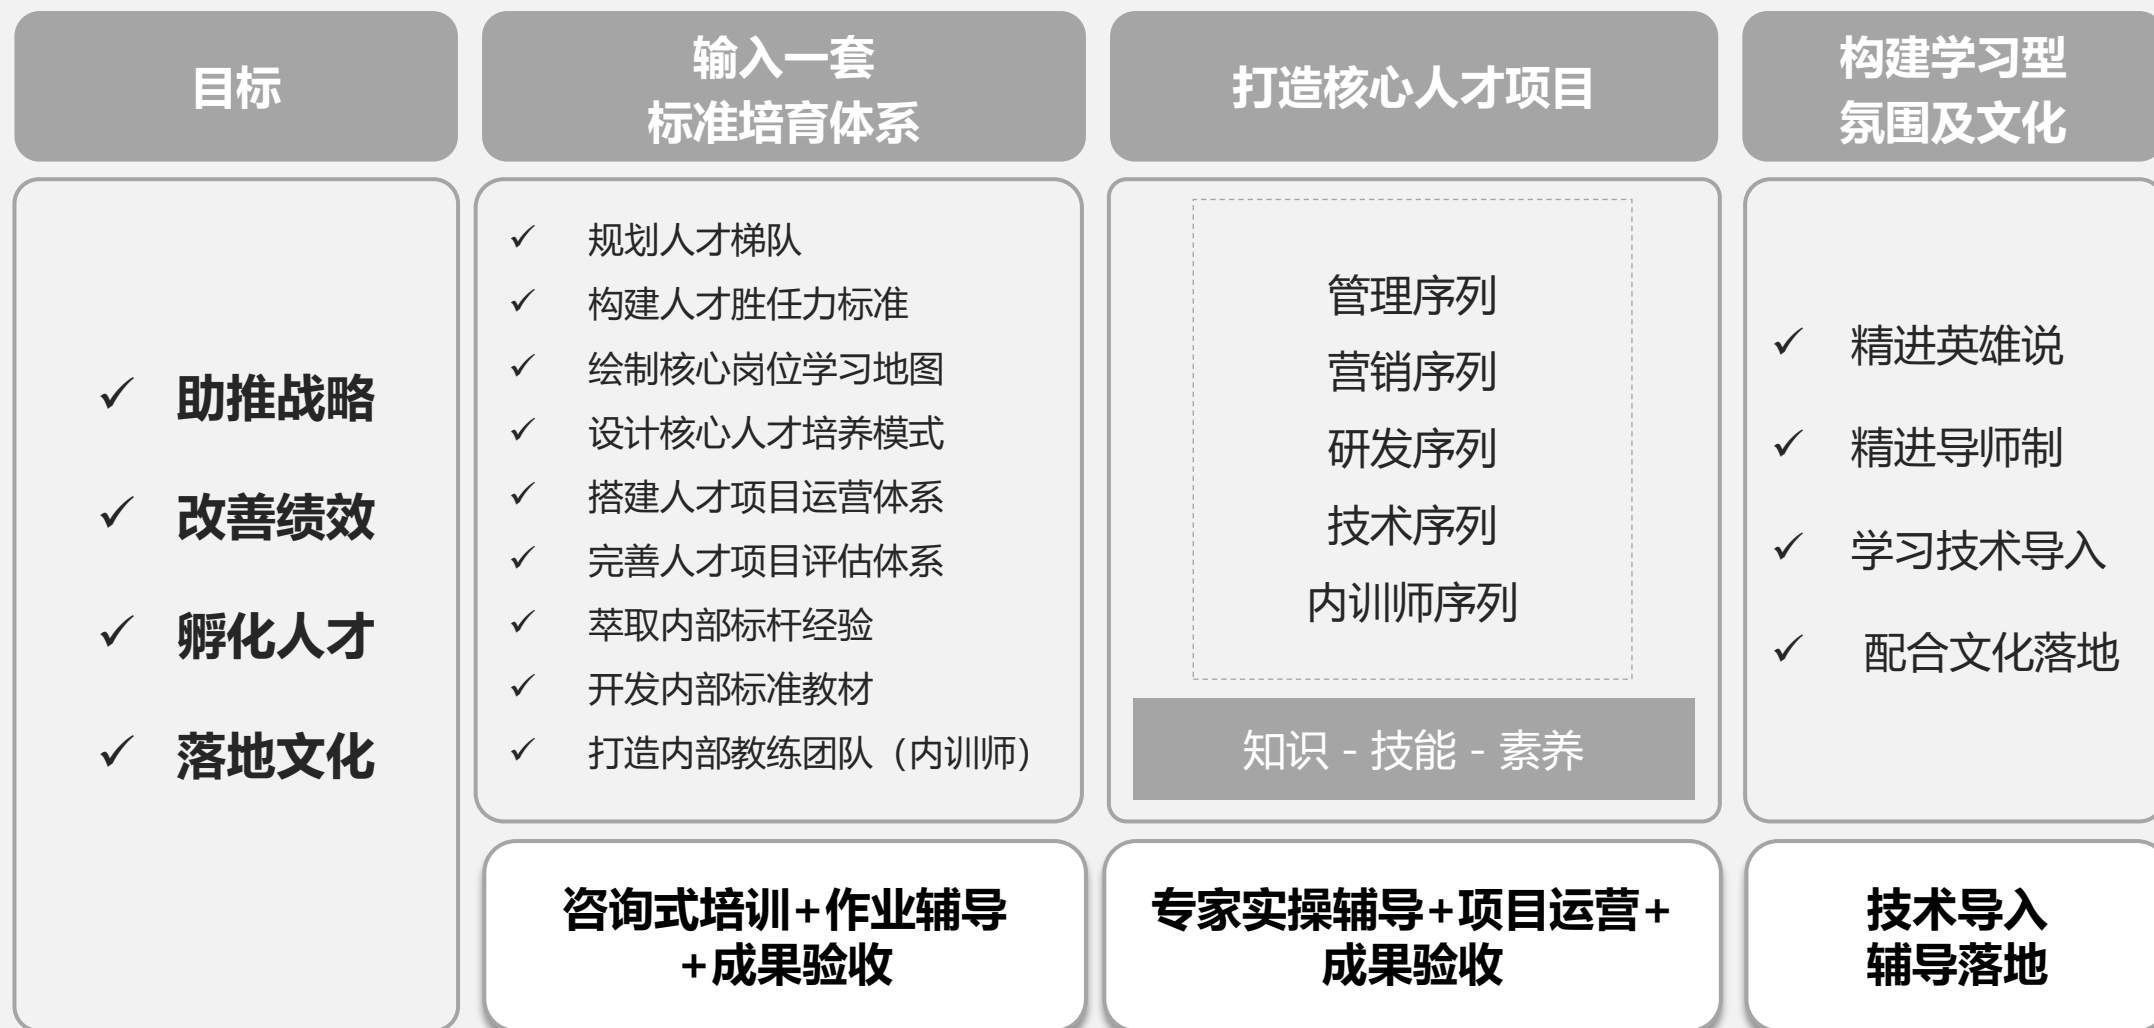 目标
助推战略
改善绩效
孵化人才
落地文化
输入一套
标准培育体系
规划人才梯队
构建人才胜任力标准
绘制核心岗位学习地图
设计核心人才培养模式
搭建人才项目运营体系
完善人才项目评估体系
萃取内部标杆经验
开发内部标准教材
打造内部教练团队（内训师）
咨询式培训+作业辅导
+成果验收
打造核心人才项目
管理序列
营销序列
研发序列
技术序列
内训师序列
知识 - 技能 - 素养
专家实操辅导+项目运营+
成果验收
构建学习型
氛围及文化
精进英雄说
精进导师制
学习技术导入
配合文化落地
技术导入
辅导落地